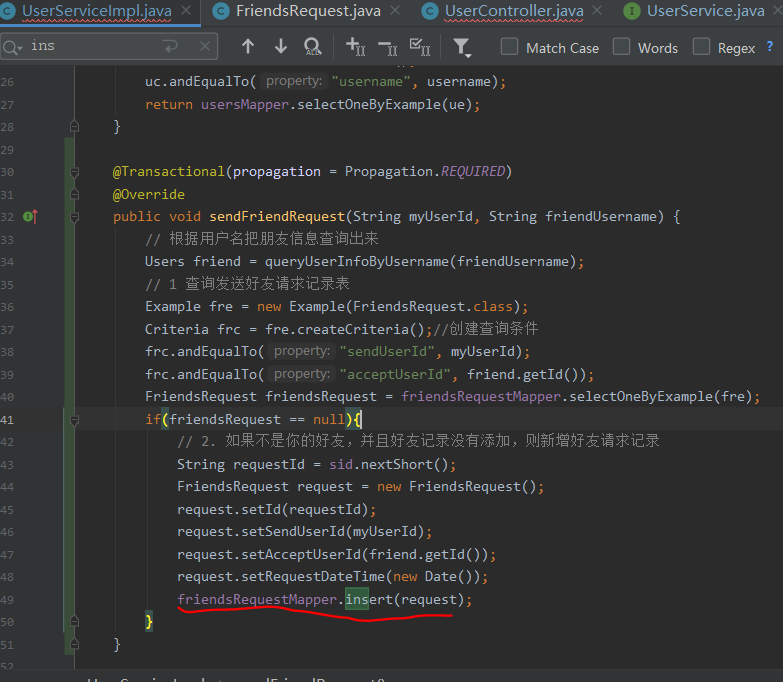 UserServiceImpl.java × FriendsRequest.java × UserController.java × UserService.java ×
ins Match Case Words Regex ?
26 uc.andEqualTo( property: "username", username);
27 return usersMapper.selectOneByExample(ue);
28 }
29
30 @Transactional(propagation = Propagation.REQUIRED)
31 @Override
32 public void sendFriendRequest(String myUserId, String friendUsername) {
33 // 根据用户名把朋友信息查询出来
34 Users friend = queryUserInfoByUsername(friendUsername);
35 // 1 查询发送好友请求记录表
36 Example fre = new Example(FriendsRequest.class);
37 Criteria frc = fre.createCriteria();//创建查询条件
38 frc.andEqualTo( property: "sendUserId", myUserId);
39 frc.andEqualTo( property: "acceptUserId", friend.getId());
40 FriendsRequest friendsRequest = friendsRequestMapper.selectOneByExample(fre);
41 if(friendsRequest == null){
42 // 2. 如果不是你的好友，并且好友记录没有添加，则新增好友请求记录
43 String requestId = sid.nextShort();
44 FriendsRequest request = new FriendsRequest();
45 request.setId(requestId);
46 request.setSendUserId(myUserId);
47 request.setAcceptUserId(friend.getId());
48 request.setRequestDateTime(new Date());
49 friendsRequestMapper.insert(request);
50 }
51 }
52